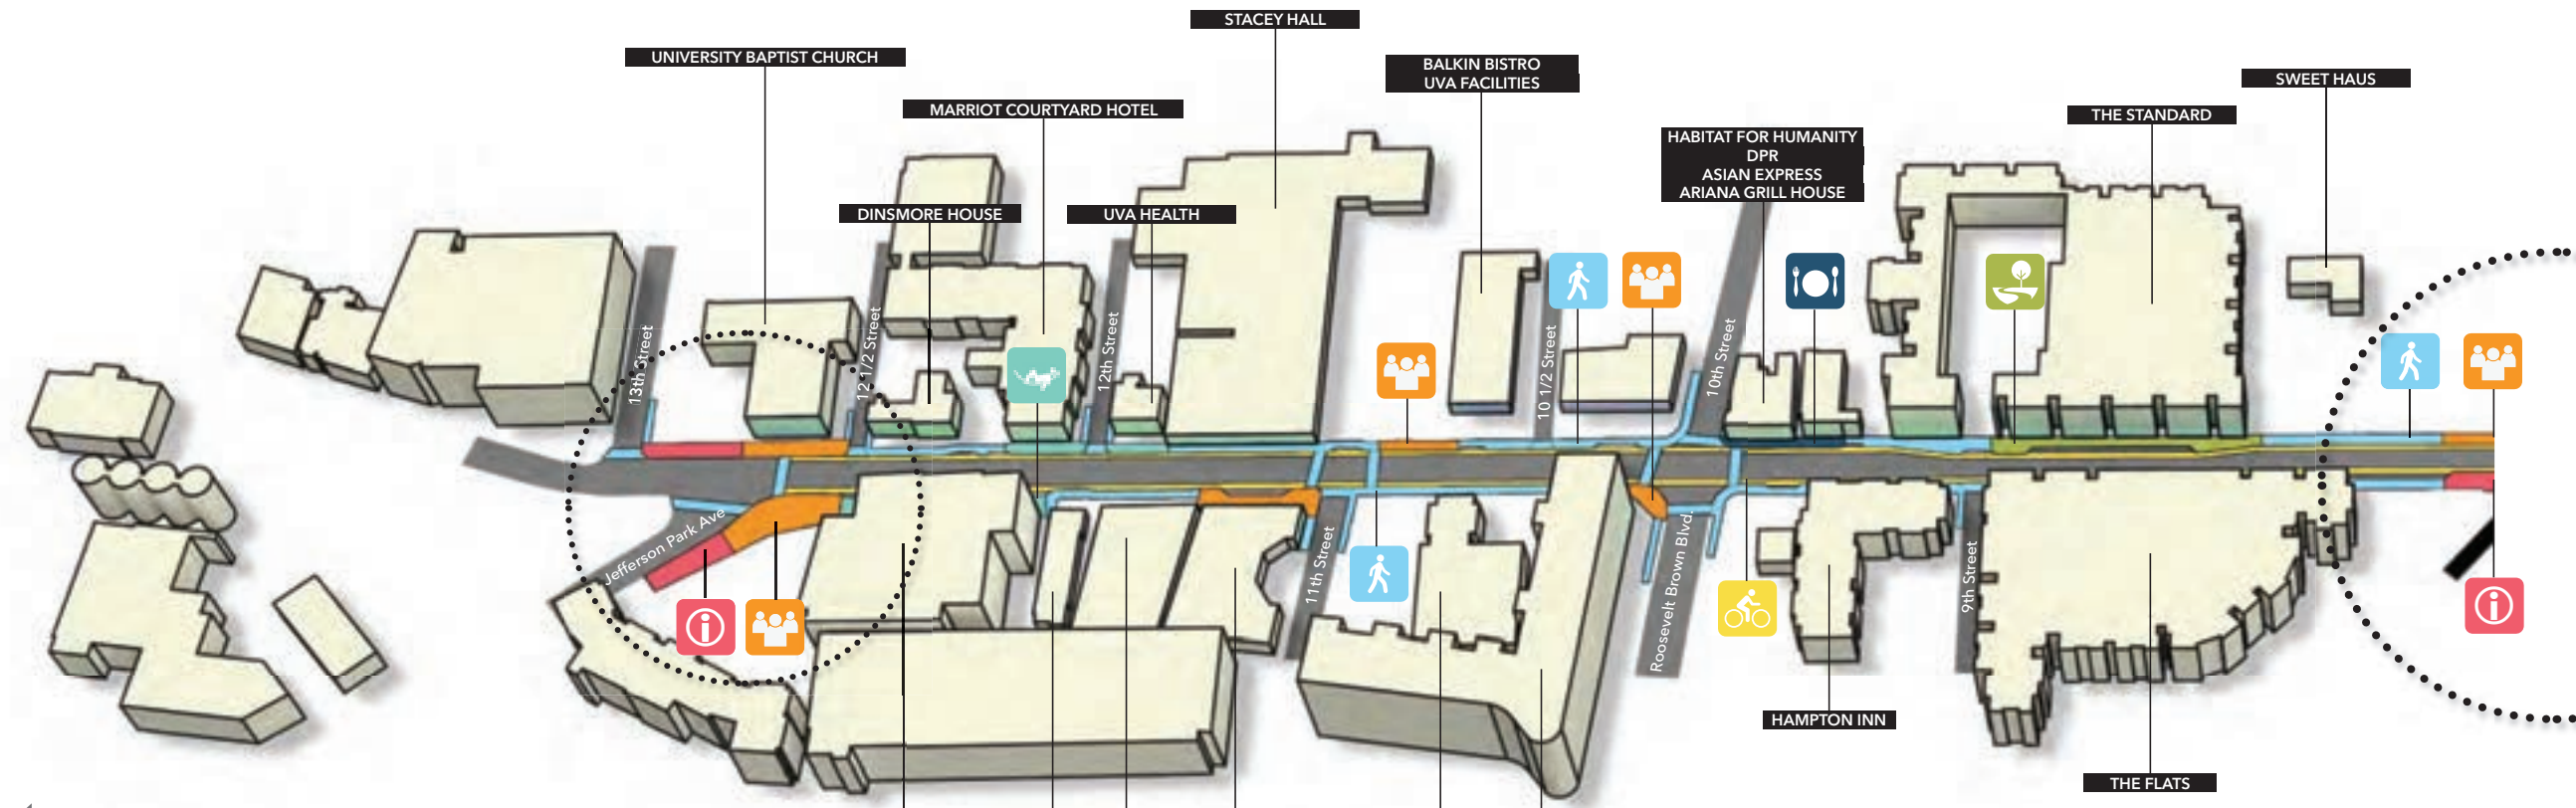 STACEY HALL
UNIVERSITY BAPTIST CHURCH
BALKIN BISTRO
UVA FACILITIES
SWEET HAUS
MARRIOT COURTYARD HOTEL
THE STANDARD
HABITAT FOR HUMANITY
DPR
ASIAN EXPRESS
ARIANA GRILL HOUSE
DINSMORE HOUSE
UVA HEALTH
13th Street
12 1/2 Street
12th Street
10 1/2 Street
10th Street
Jefferson Park Ave
11th Street
Roosevelt Brown Blvd.
9th Street
HAMPTON INN
THE FLATS